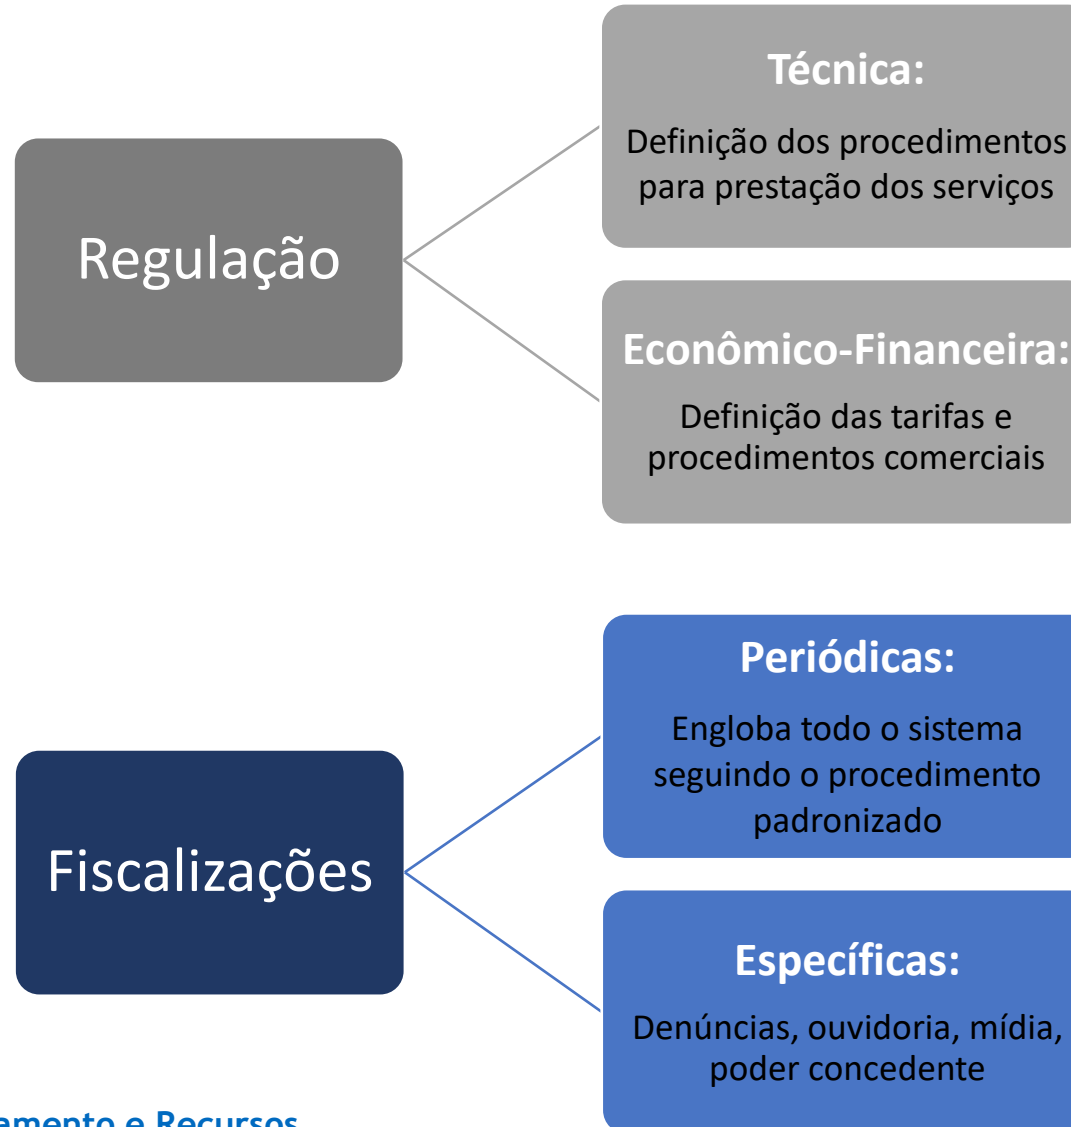 Regulação
Técnica:
Definição dos procedimentos
para prestação dos serviços
Econômico-Financeira:
Definição das tarifas e
procedimentos comerciais
Fiscalizações
Periódicas:
Engloba todo o sistema
seguindo o procedimento
padronizado
Específicas:
Denúncias, ouvidoria, mídia,
poder concedente
e Recursos